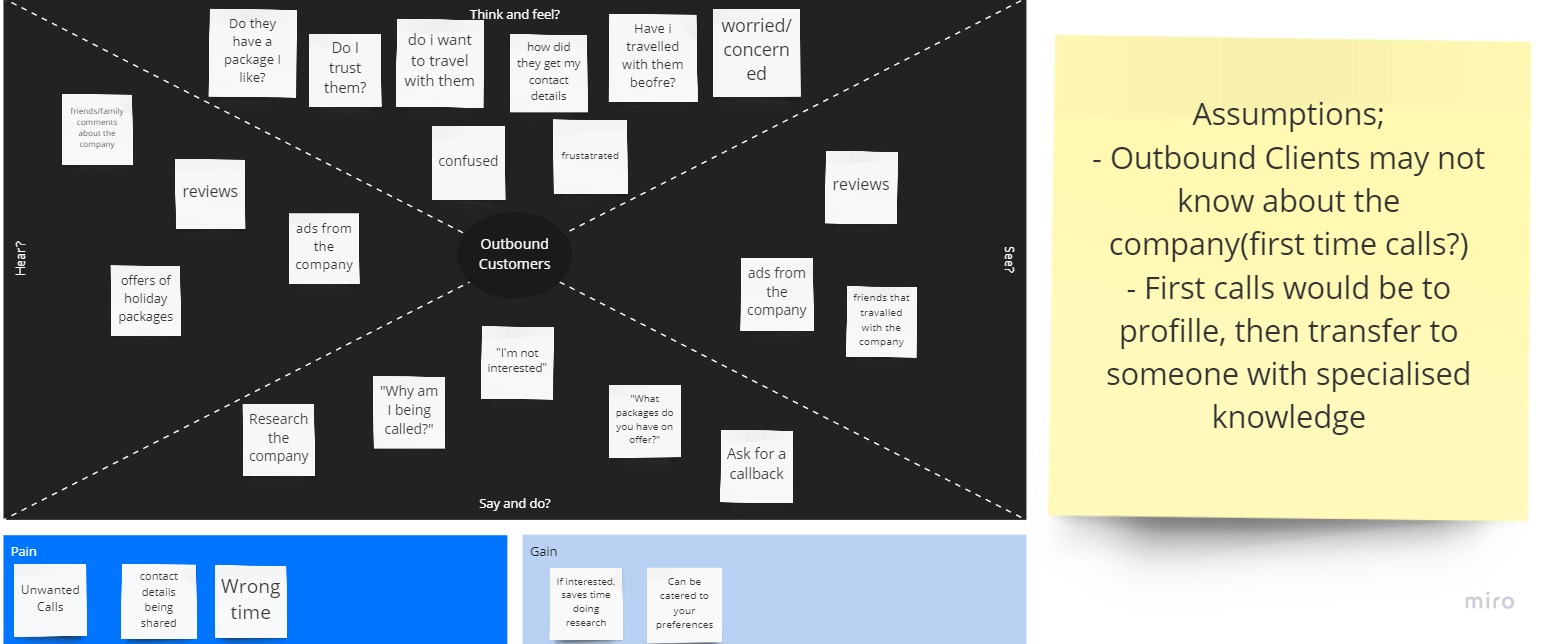 Think and feel?
Do they
have a
package I
like?
Do I
trust
them?
do i want
to travel
with them
how did
they get my
contact
details
Have i
travelled
with them
beofre?
worried/
concern
ed
confused
frustatrated
Hear?
friends/family
comments
about the
company
reviews
ads from
the
company
offers of
holiday
packages
Outbound
Customers
See?
reviews
ads from
the
company
friends that
travalled
with the
company
"I'm not
interested"
"Why am
I being
called?"
Research
the
company
"What
packages do
you have on
offer?"
Ask for a
callback
Say and do?
Pain
Unwanted
Calls
contact
details
being
shared
Wrong
time
Gain
If interested,
saves time
doing
research
Can be
catered to
your
preferences
Assumptions;
- Outbound Clients may not
know about the
company(first time calls?)
- First calls would be to
profille, then transfer to
someone with specialised
knowledge
miro